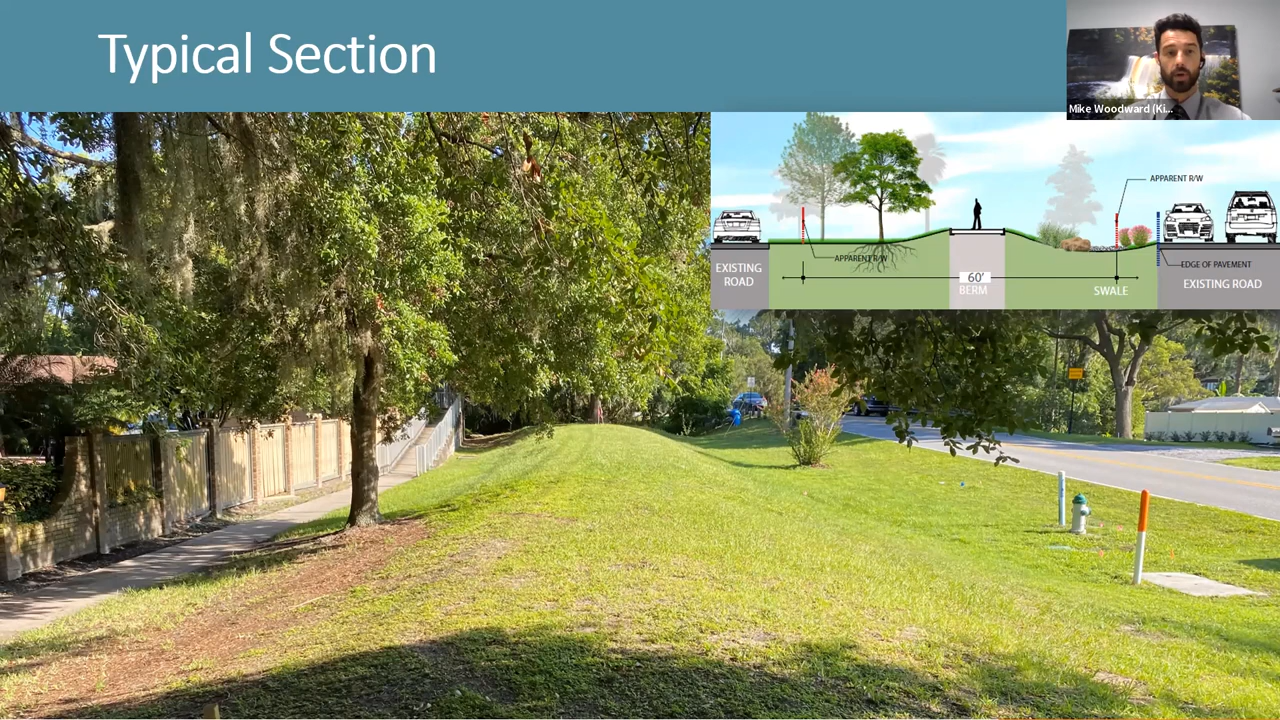 Typical Section
Mike Woodward (Ki...
APPARENT R/W
APPARENT R/W
EDGE OF PAVEMENT
EXISTING
ROAD
60'
BERM
SWALE
EXISTING ROAD